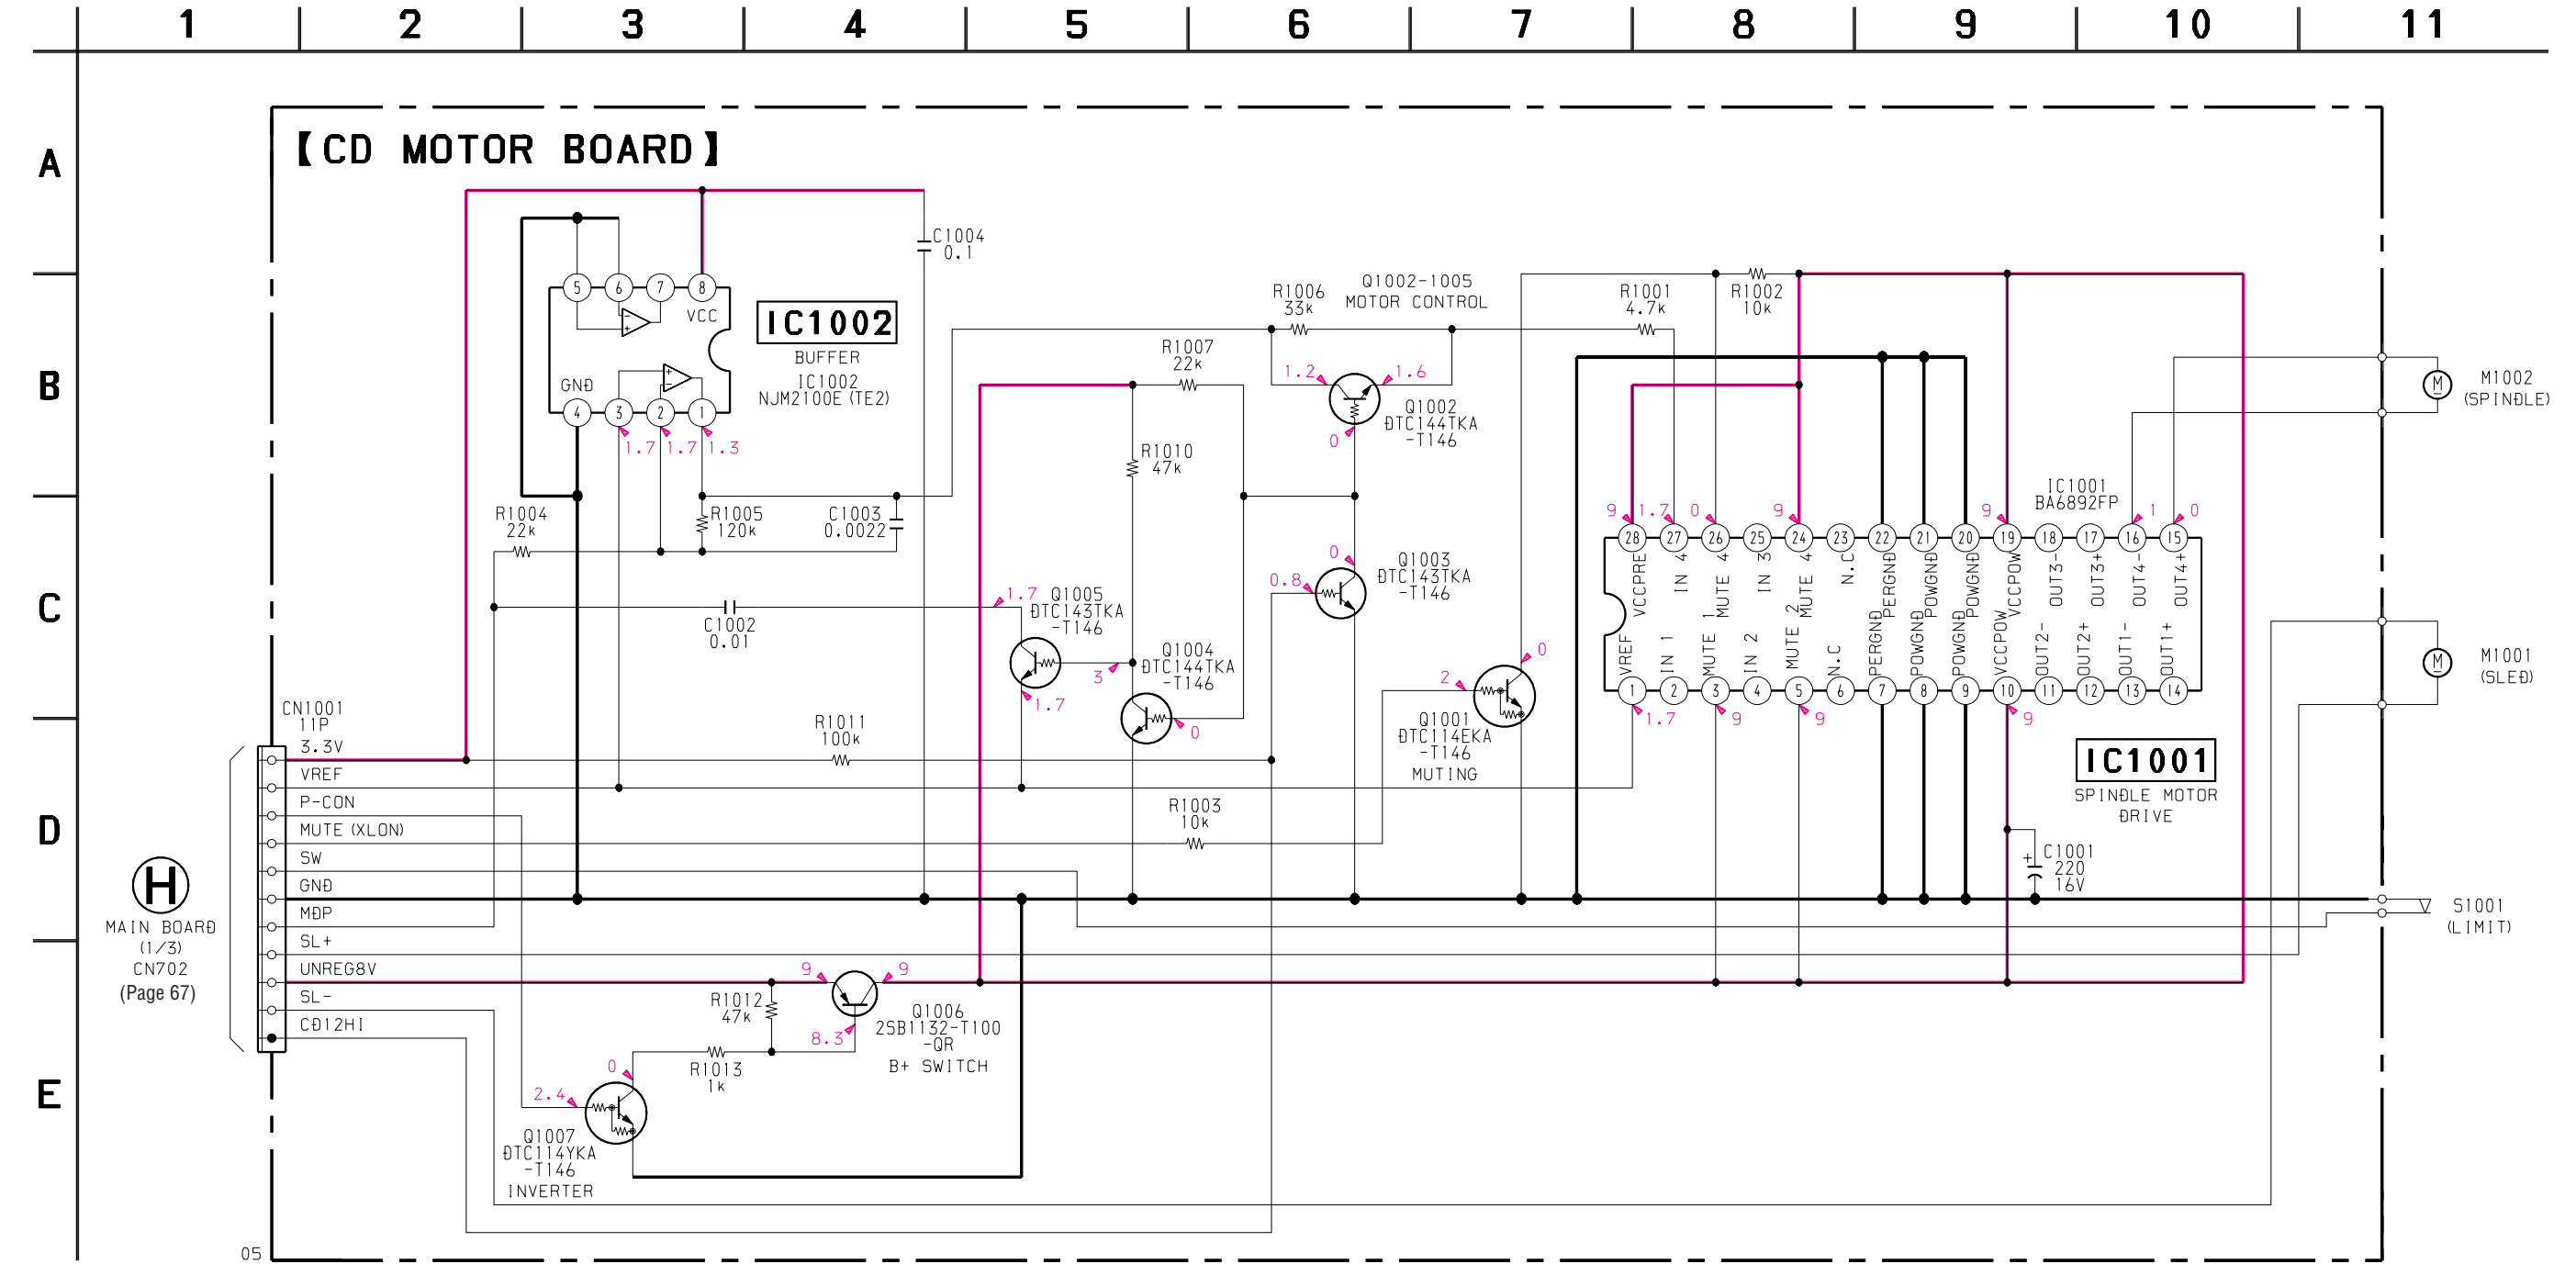 1 2 3 4 5 6 7 8 9 10 11
A
B
C
D
E
【CD MOTOR BOARD】
C1004
0.1
5 6 7 8
VCC
IC1002
BUFFER
IC1002
NJM2100E (TE2)
GND
4 3 2 1
1.7 1.7 1.3
R1004
22k
R1005
120k
C1003
0.0022
C1002
0.01
R1007
22k
R1010
47k
R1006
33k
Q1002-1005
MOTOR CONTROL
1.2
1.6
Q1002
DTC144TKA
-T146
0
0
0.8
Q1003
DTC143TKA
-T146
1.7
Q1005
DTC143TKA
-T146
3
1.7
Q1004
DTC144TKA
-T146
0
R1001
4.7k
R1002
10k
0
2
Q1001
DTC114EKA
-T146
MUTING
IC1001
BA6892FP
9 1.7 0 9 9 1 0
28 27 26 25 24 23 22 21 20 19 18 17 16 15
VCCPRE
IN 4
MUTE 4
IN 3
MUTE 4
N.C
PERGND
POWGND
POWGND
VCCPOW
OUT3-
OUT3+
OUT4-
OUT4+
VREF
IN 1
MUTE 1
IN 2
MUTE 2
N.C
PERGND
POWGND
POWGND
VCCPOW
OUT2-
OUT2+
OUT1-
OUT1+
1 2 3 4 5 6 7 8 9 10 11 12 13 14
1.7 9 9 9
IC1001
SPINDLE MOTOR
DRIVE
+
C1001
220
16V
M
M1002
(SPINDLE)
M
M1001
(SLED)
S1001
(LIMIT)
CN1001
11P
3.3V
VREF
P-CON
MUTE (XLON)
SW
GND
MDP
SL+
UNREG8V
SL-
CD12HI
H
MAIN BOARD
(1/3)
CN702
(Page 67)
R1011
100k
R1003
10k
9
9
8.3
R1012
47k
R1013
1k
Q1006
2SB1132-T100
-QR
B+ SWITCH
0
2.4
Q1007
DTC114YKA
-T146
INVERTER
05